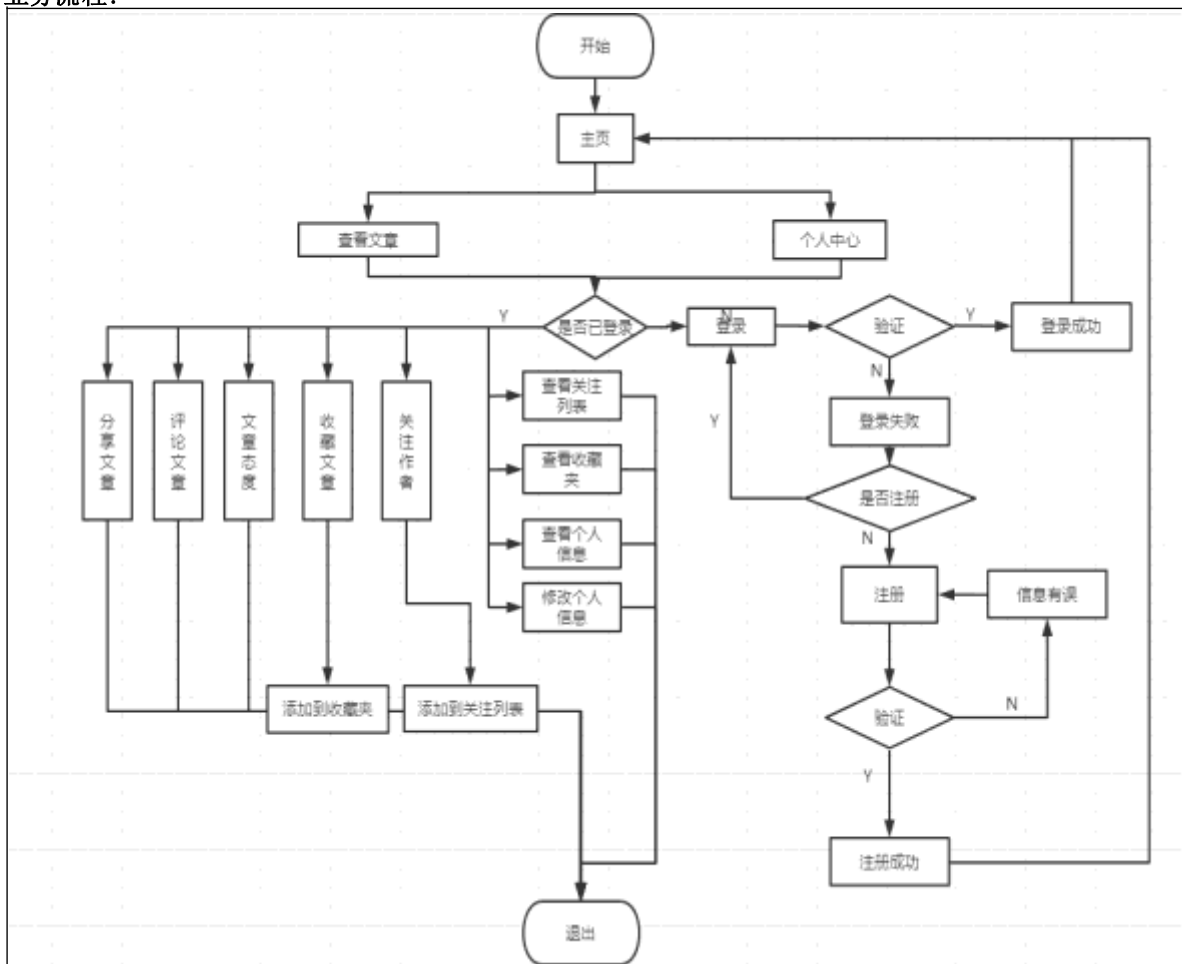 业务流程:
开始
主页
查看文章
个人中心
Y
是否已登录
N
登录
验证
Y
登录成功
N
查看关注
列表
登录失败
Y
分享文章
评论文章
文章态度
收藏文章
关注作者
查看收藏
夹
是否注册
N
查看个人
信息
注册
信息有误
修改个人
信息
添加到收藏夹
添加到关注列表
验证
N
Y
注册成功
退出